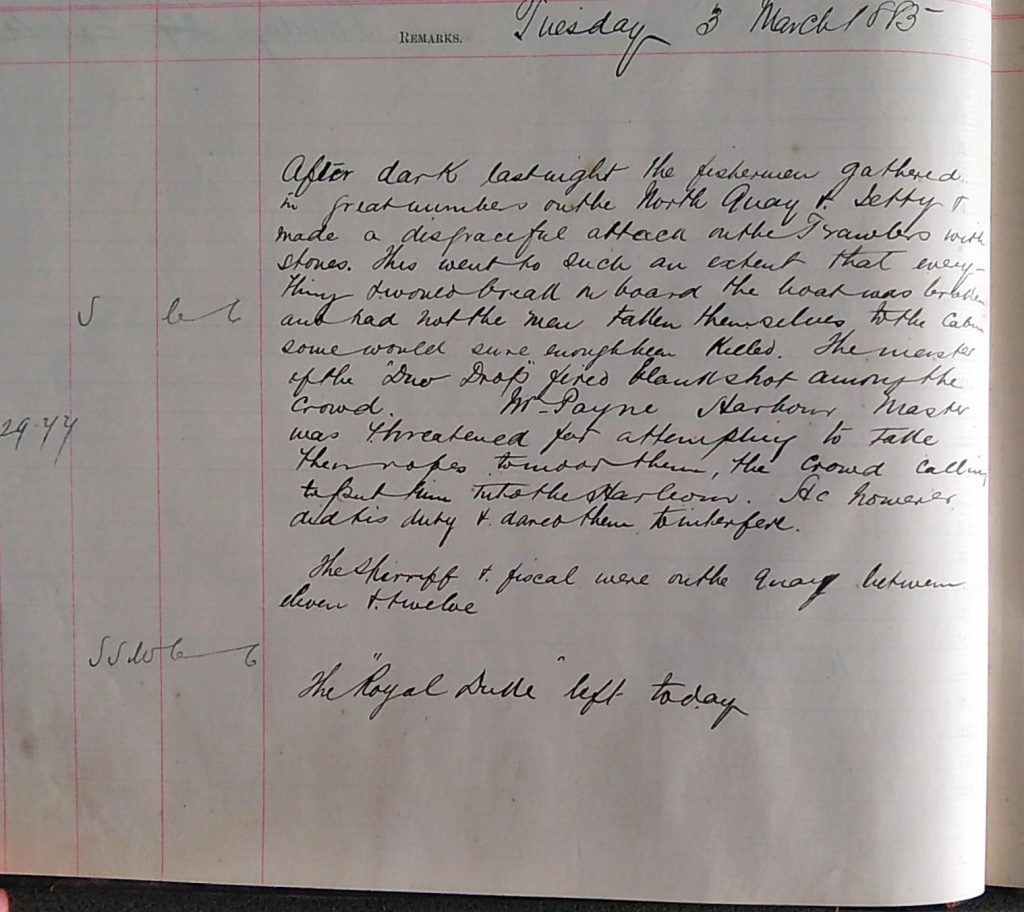 REMARKS. Tuesday 3 March 1885
After dark last night the fishermen gathered
in great numbers on the North Quay & Jetty &
made a disgraceful attack on the Trawlers with
stones. This went to such an extent that every-
thing would break on board the boat was broken
S b c
and had not the men taken themselves to the Cabin
some would sure enough been killed. The master
of the "Dew Drop" fired blank shot among the
crowd. Mr Payne Harbour Master
29.44
was threatened for attempting to take
their ropes to moor them, the crowd calling
to put him into the Harbour. He however
did his duty & dared them to interfere.
The Shirriff & fiscal were on the Quay between
eleven & twelve
SSW
The "Royal Duke" left today